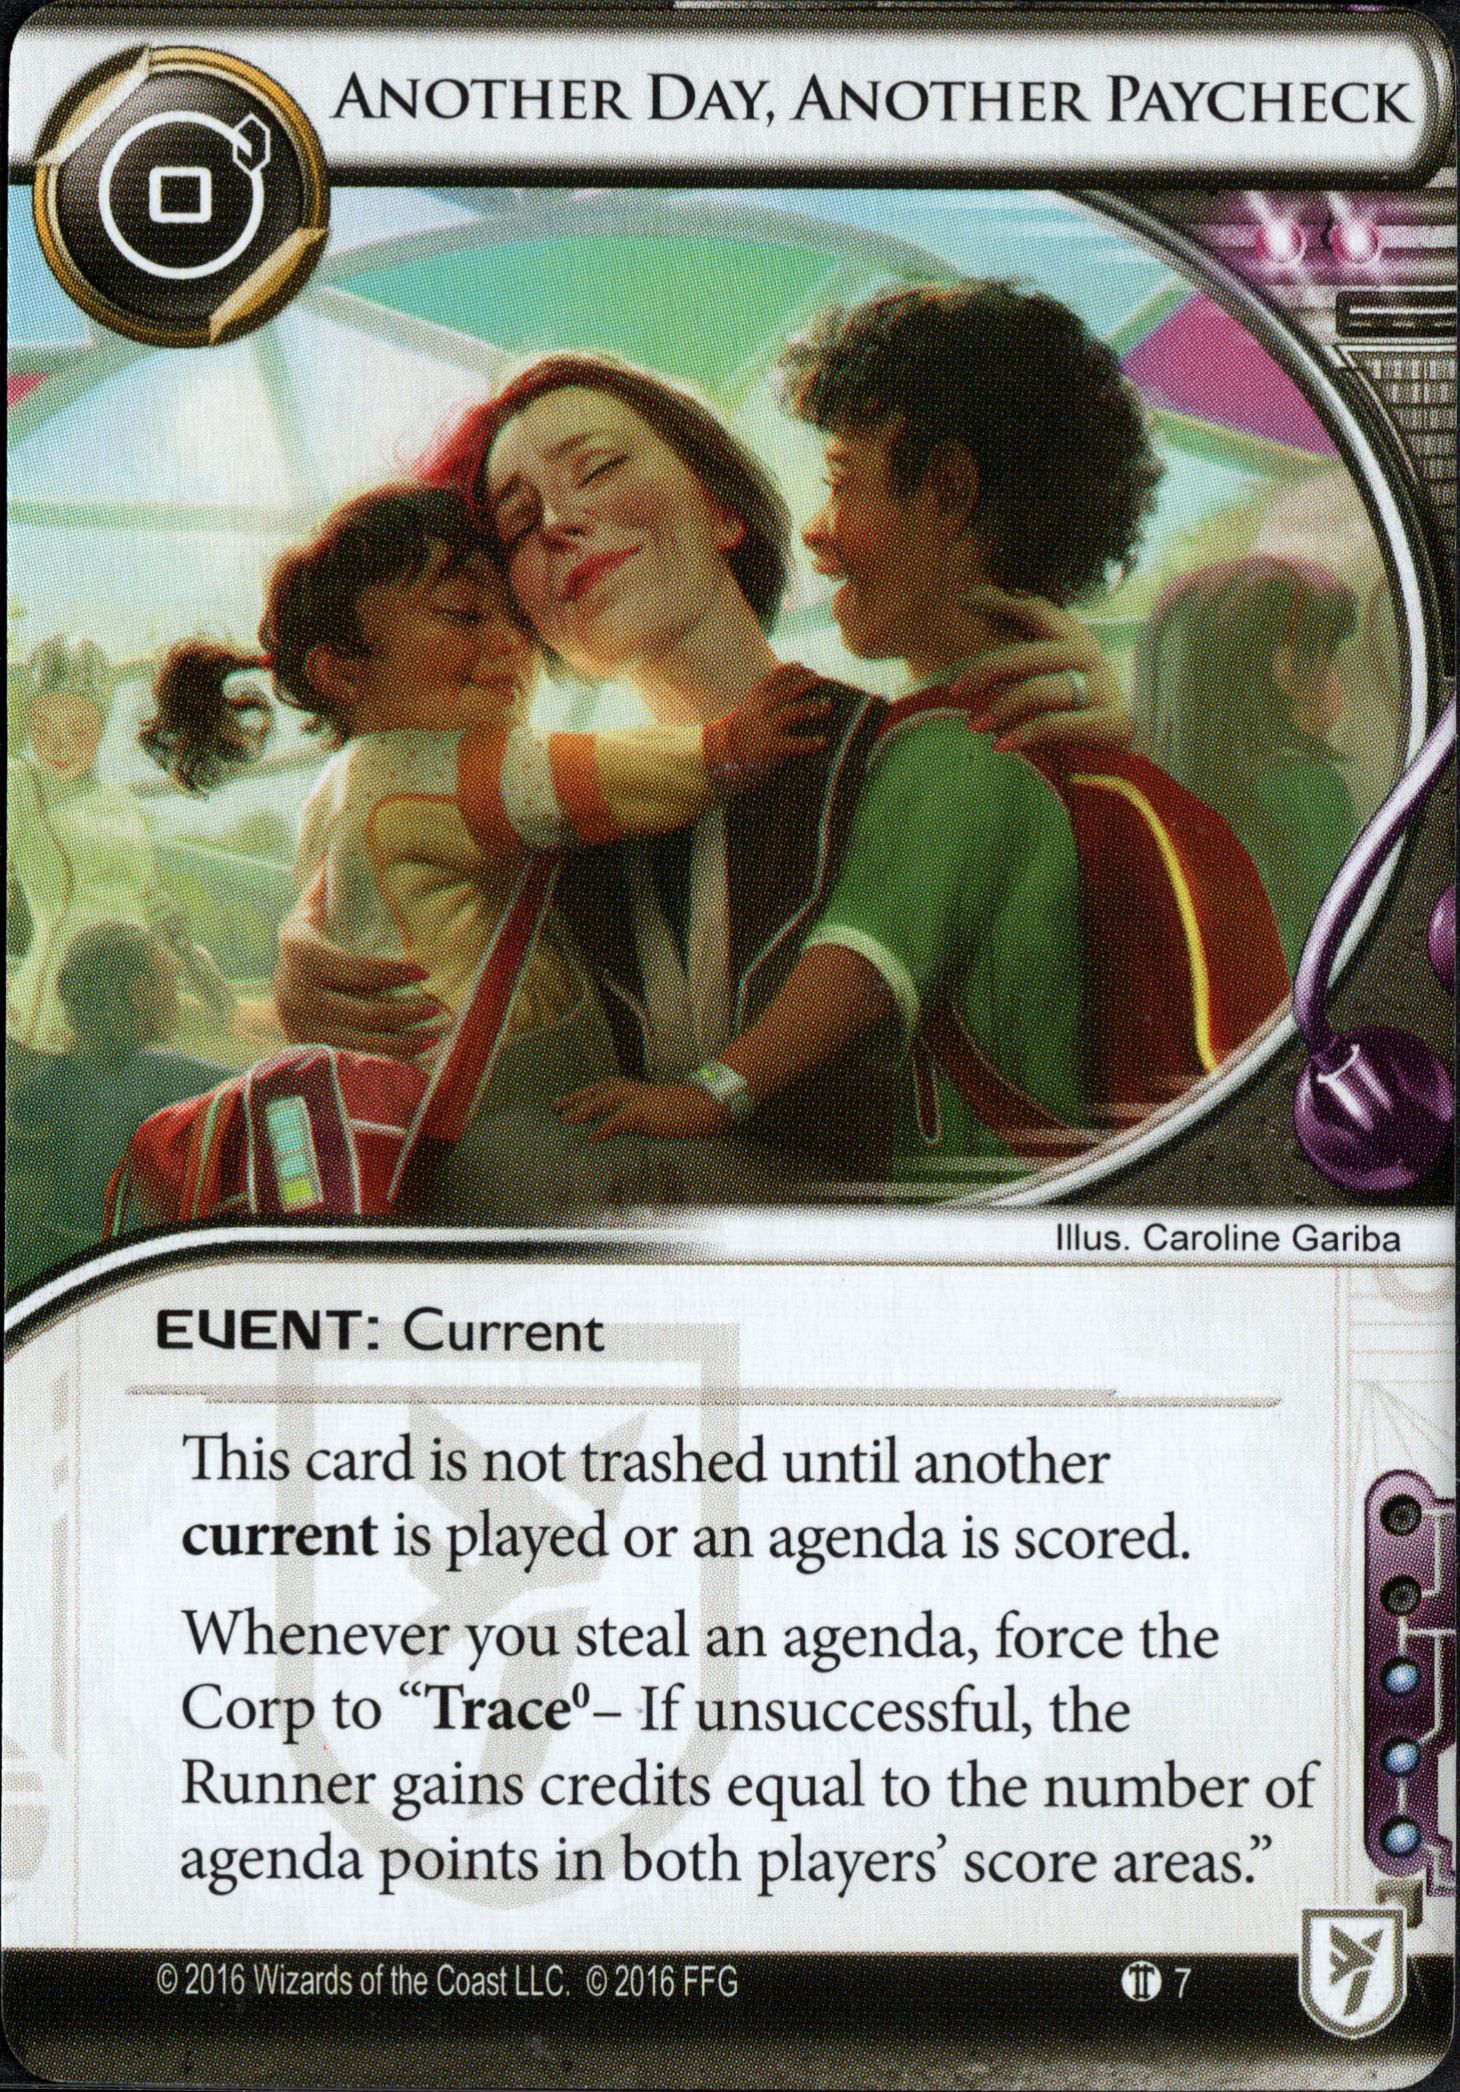 ANOTHER DAY, ANOTHER PAYCHECK
Illus. Caroline Gariba
EVENT: Current
This card is not trashed until another
current is played or an agenda is scored.
Whenever you steal an agenda, force the
Corp to “Trace⁰– If unsuccessful, the
Runner gains credits equal to the number of
agenda points in both players’ score areas.”
© 2016 Wizards of the Coast LLC. © 2016 FFG
7